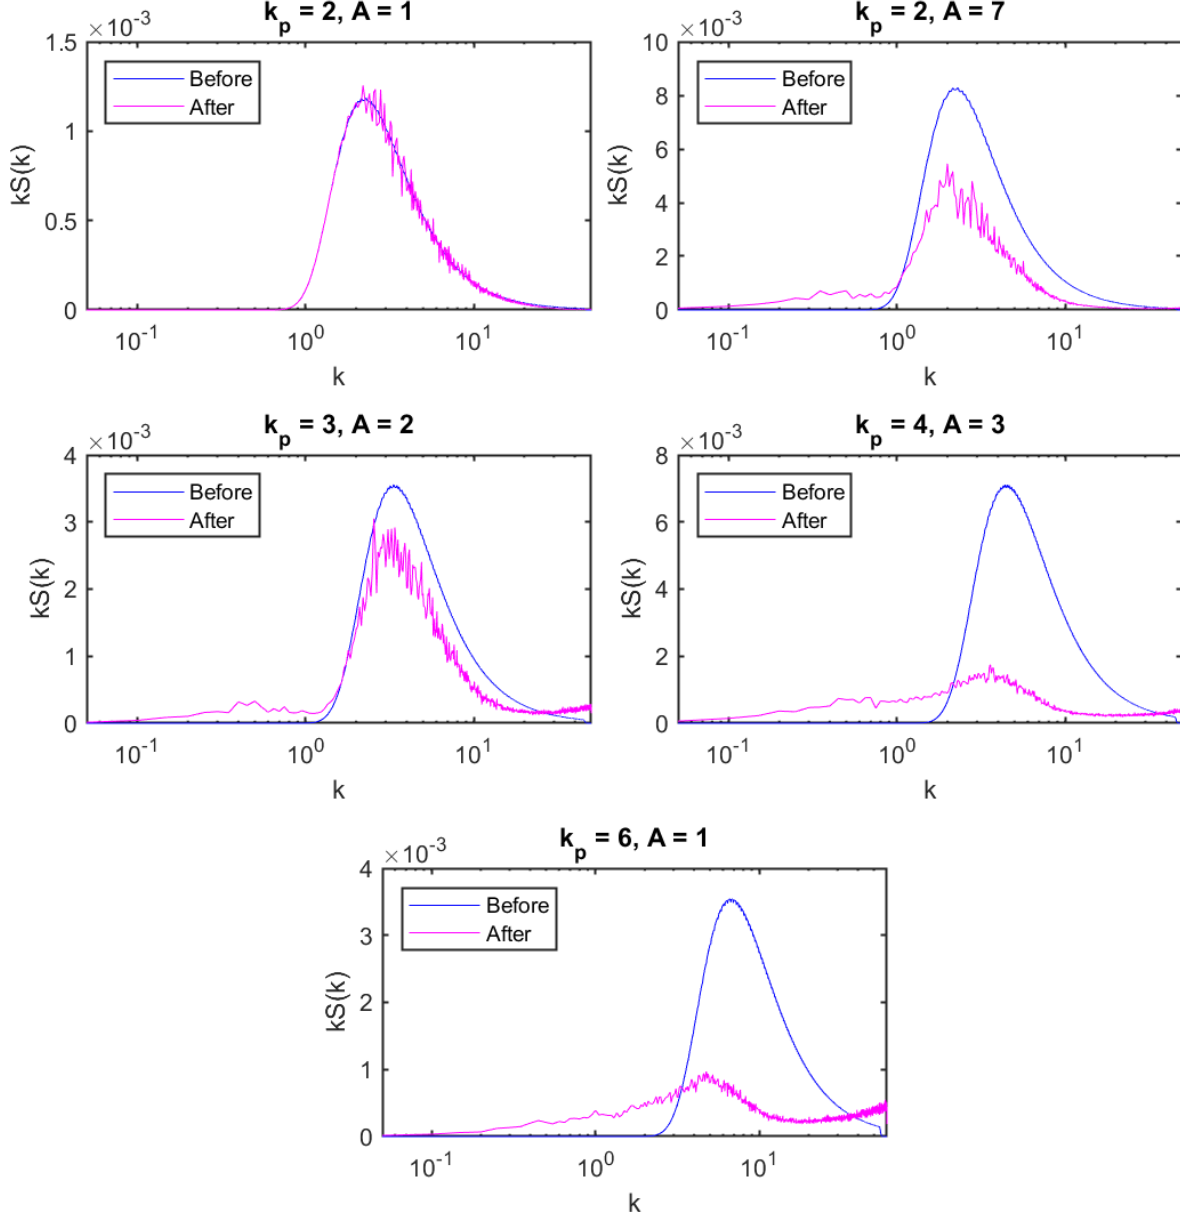 k_p = 2, A = 1
×10^-3
1.5
1
0.5
0
kS(k)
Before
After
10^-1 10^0 10^1
k
k_p = 2, A = 7
10
8
6
4
2
0
kS(k)
Before
After
10^-1 10^0 10^1
k
k_p = 3, A = 2
×10^-3
4
3
2
1
0
kS(k)
Before
After
10^-1 10^0 10^1
k
k_p = 4, A = 3
×10^-3
8
6
4
2
0
kS(k)
Before
After
10^-1 10^0 10^1
k
k_p = 6, A = 1
×10^-3
4
3
2
1
0
kS(k)
Before
After
10^-1 10^0 10^1
k